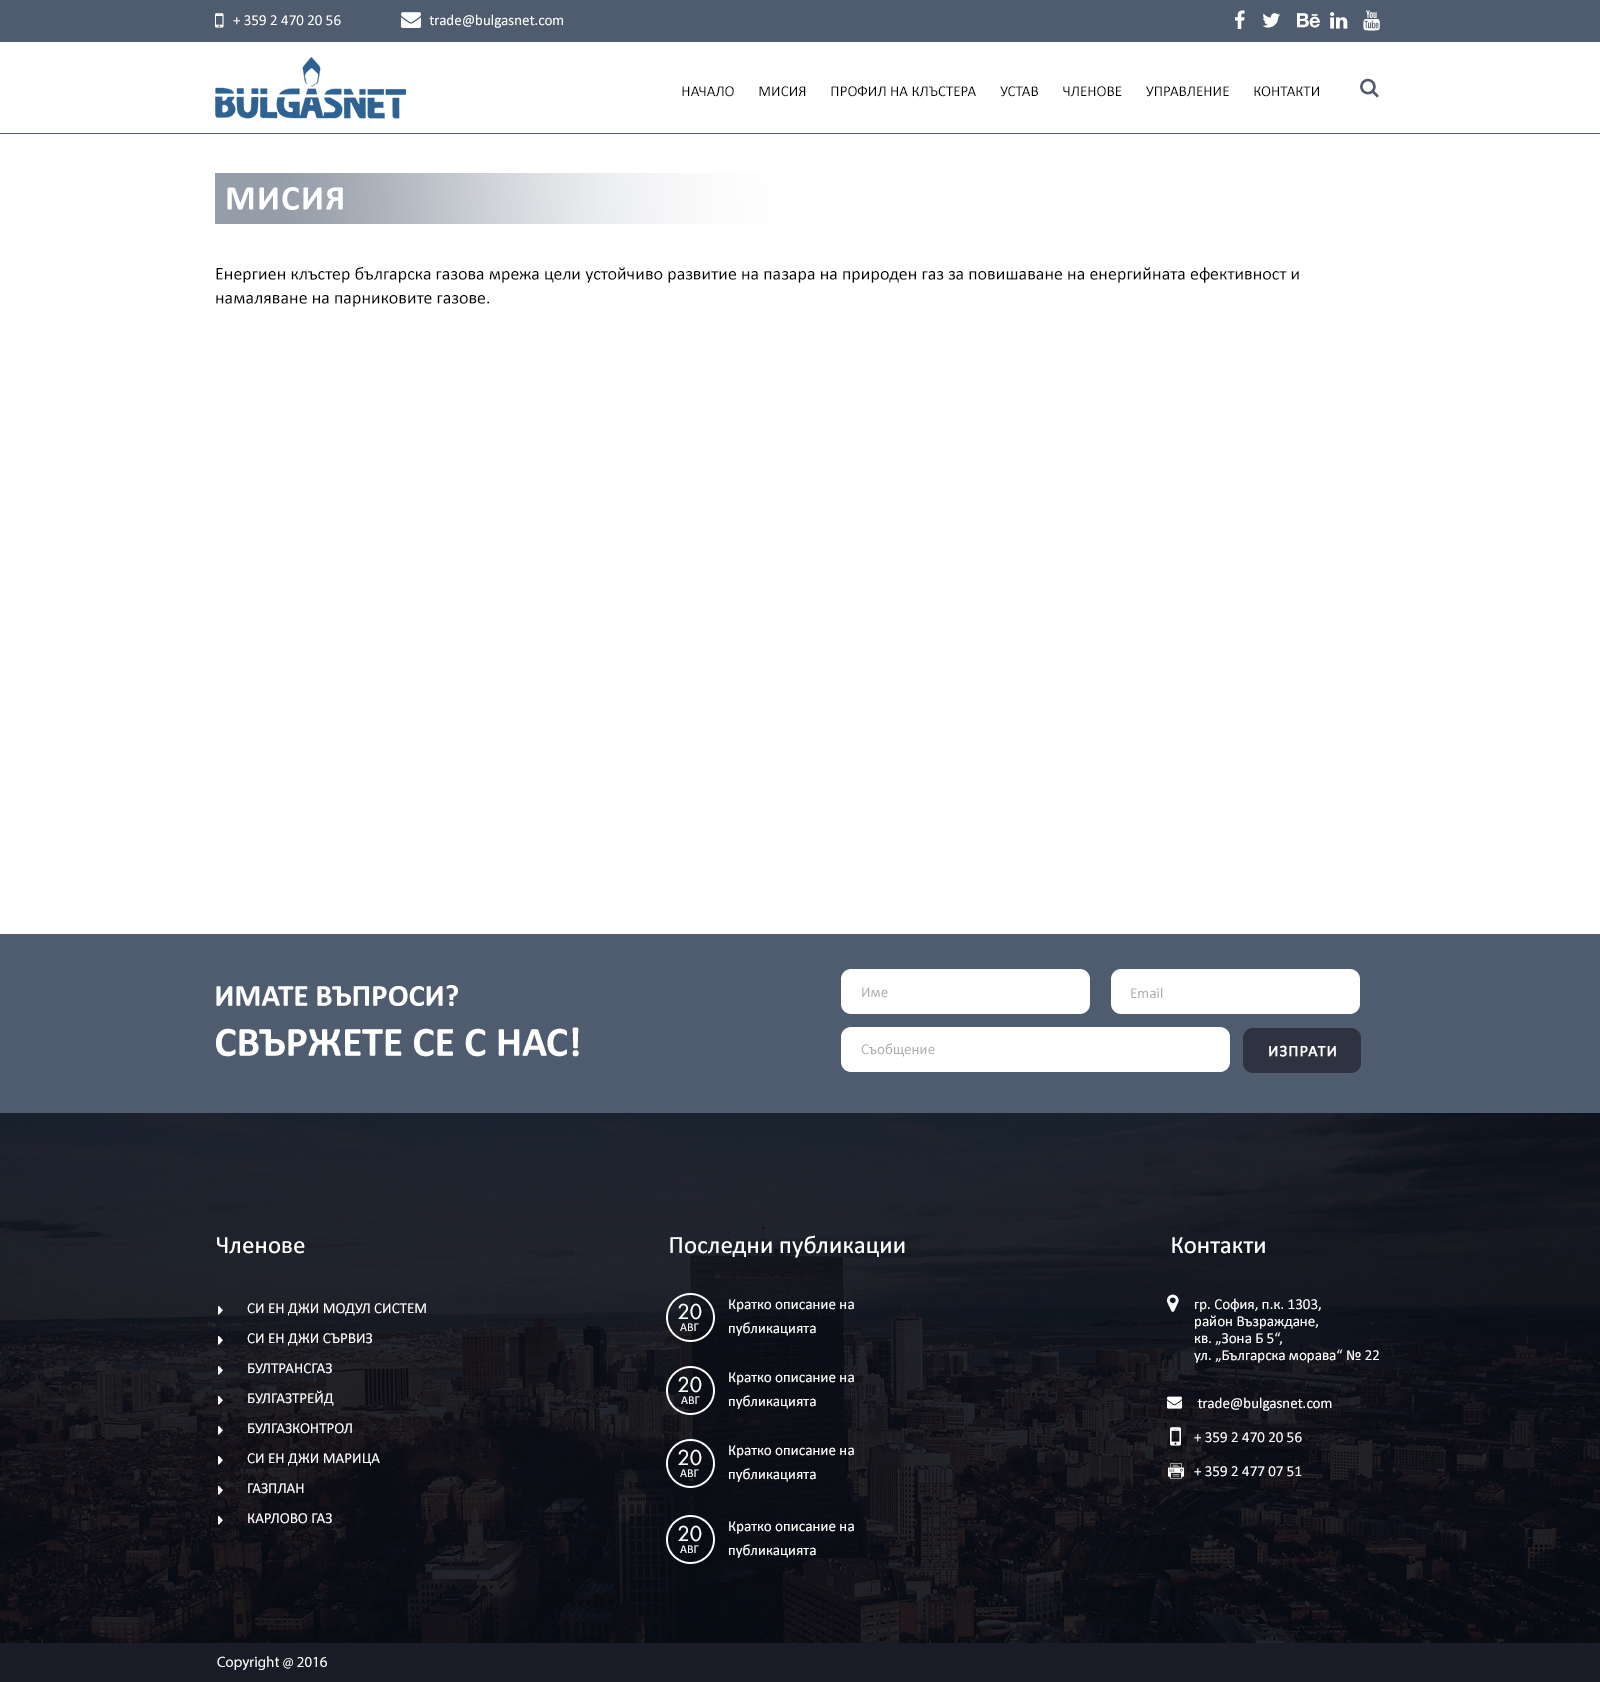 + 359 2 470 20 56
trade@bulgasnet.com
Bē
in
You
Tube
BULGASNET
НАЧАЛО
МИСИЯ
ПРОФИЛ НА КЛЪСТЕРА
УСТАВ
ЧЛЕНОВЕ
УПРАВЛЕНИЕ
КОНТАКТИ
МИСИЯ
Енергиен клъстер българска газова мрежа цели устойчиво развитие на пазара на природен газ за повишаване на енергийната ефективност и
намаляване на парниковите газове.
ИМАТЕ ВЪПРОСИ?
СВЪРЖЕТЕ СЕ С НАС!
Име
Email
Съобщение
ИЗПРАТИ
Членове
СИ ЕН ДЖИ МОДУЛ СИСТЕМ
СИ ЕН ДЖИ СЪРВИЗ
БУЛТРАНСГАЗ
БУЛГАЗТРЕЙД
БУЛГАЗКОНТРОЛ
СИ ЕН ДЖИ МАРИЦА
ГАЗПЛАН
КАРЛОВО ГАЗ
Последни публикации
20
АВГ
Кратко описание на
публикацията
20
АВГ
Кратко описание на
публикацията
20
АВГ
Кратко описание на
публикацията
20
АВГ
Кратко описание на
публикацията
Контакти
гр. София, п.к. 1303,
район Възраждане,
кв. „Зона Б 5“,
ул. „Българска морава“ № 22
trade@bulgasnet.com
+ 359 2 470 20 56
+ 359 2 477 07 51
Copyright @ 2016